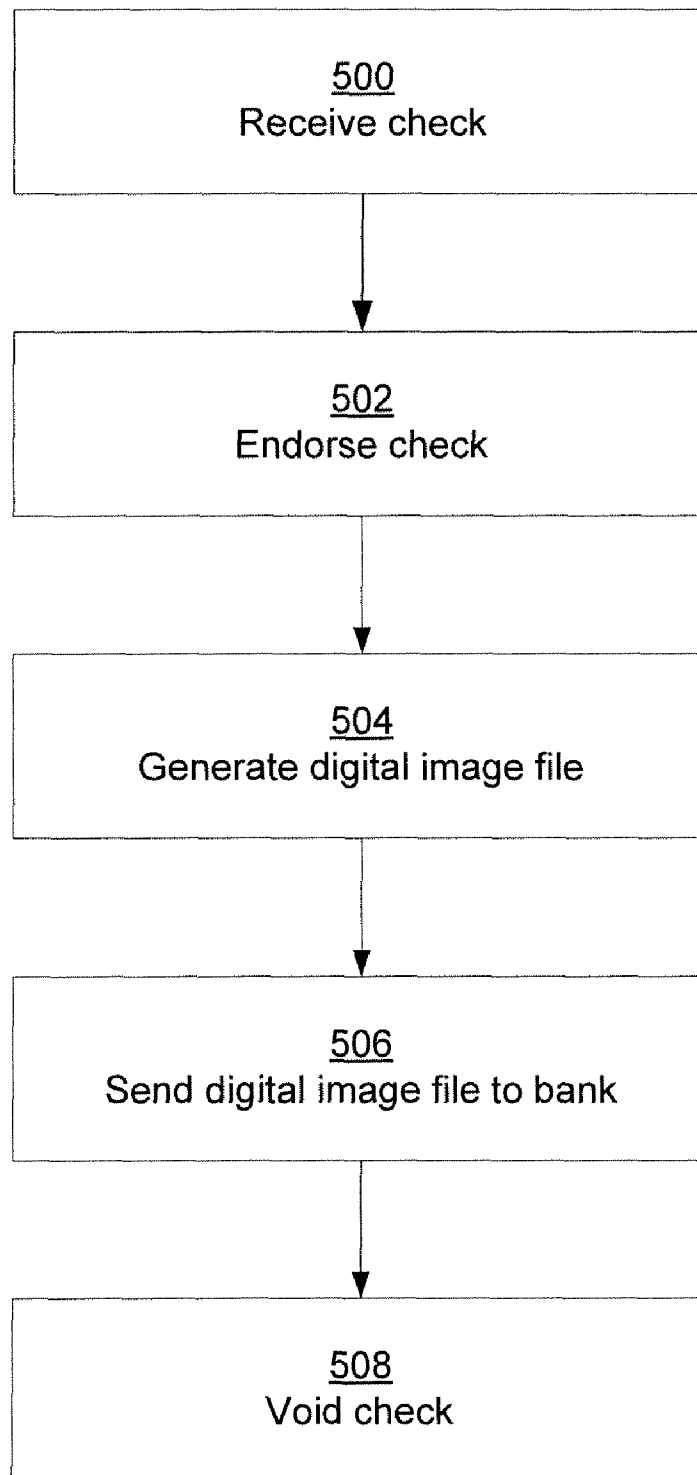 500
Receive check
502
Endorse check
504
Generate digital image file
506
Send digital image file to bank
508
Void check